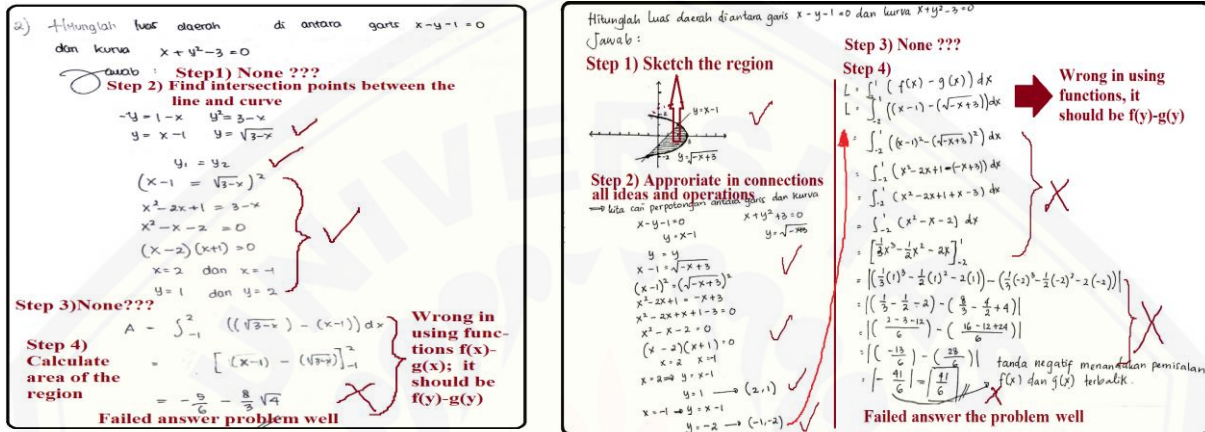 2) Hitunglah luas daerah di antara garis x-y-1=0
dan kurva x+y²-3=0
Jawab : Step1) None ???
Step 2) Find intersection points between the
line and curve
-y = 1-x y² = 3-x
y = x-1 y = √3-x
y₁ = y₂
(x-1 = √3-x)²
x²-2x+1 = 3-x
x²-x-2 = 0
(x-2)(x+1)=0
x=2 dan x=-1
y=1 dan y=2
Step 3)None???
A - ∫₋₁² ((√3-x) - (x-1)) dx
Step 4)
Calculate
area of the
region
= [(x-1) - (√3-x)]₋₁²
= -5/6 - 8/3 √4
Wrong in
using func-
tions f(x)-
g(x); it
should be
f(y)-g(y)
Failed answer problem well
Hitunglah luas daerah diantara garis x-y-1=0 dan kurva x+y²-3=0
Jawab :
Step 1) Sketch the region
y=x-1
y=√-x+3
Step 2) Approriate in connections
all ideas and operations
→ kita cari perpotongan antara garis dan kurva
x-y-1=0 x+y²+3=0
y=x-1 y=√-x+3
y = y
x-1 = √-x+3
(x-1)² = (√-x+3)²
x²-2x+1 = -x+3
x²-2x+x+1-3=0
x²-x-2 = 0
(x-2)(x+1)=0
x=2 x=-1
x=2 ⇒ y=x-1
y=1 → (2,1)
x=-1 ⇒ y=x-1
y=-2 → (-1,-2)
Step 3) None ???
Step 4)
L = ∫₋₂¹ (f(x) - g(x)) dx
L = ∫₋₂¹ ((x-1) - (√-x+3)) dx
= ∫₋₂¹ ((x-1)² - (√-x+3)²) dx
= ∫₋₂¹ (x²-2x+1-(-x+3)) dx
= ∫₋₂¹ (x²-2x+1+x-3) dx
= ∫₋₂¹ (x²-x-2) dx
= [1/3x³ - 1/2x² - 2x]₋₂¹
= |(1/3(1)³ - 1/2(1)² - 2(1)) - (1/3(-2)³ - 1/2(-2)² - 2(-2))|
= |(1/3 - 1/2 - 2) - (8/3 - 4/2 + 4)|
= |(2-3-12/6) - (16-12+24/6)|
= |(-13/6) - (28/6)|
= |-41/6| = 41/6
tanda negatif menandakan pemisalan
f(x) dan g(x) terbalik.
Wrong in using
functions, it
should be f(y)-g(y)
Failed answer the problem well